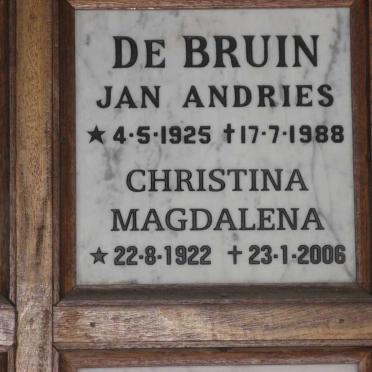 DE BRUIN
JAN ANDRIES
★ 4·5·1925 ✝17·7·1988
CHRISTINA
MAGDALENA
★ 22·8·1922 ✝ 23·1·2006